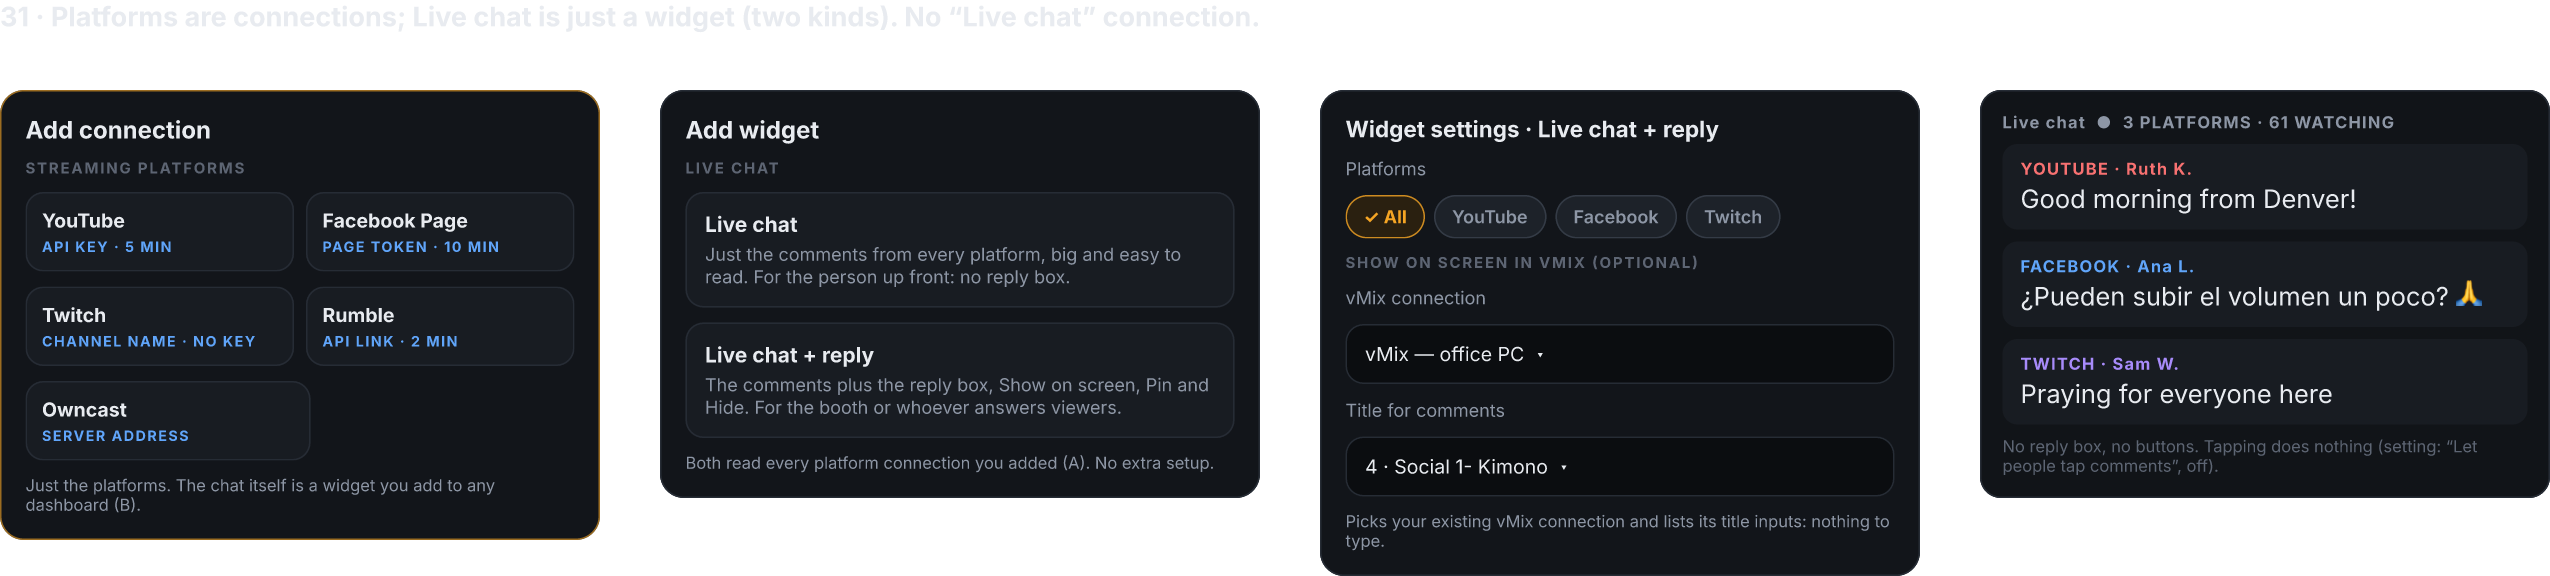 31 · Platforms are connections; Live chat is just a widget (two kinds). No “Live chat” connection.
Add connection
STREAMING PLATFORMS
YouTube
API KEY · 5 MIN
Facebook Page
PAGE TOKEN · 10 MIN
Twitch
CHANNEL NAME · NO KEY
Rumble
API LINK · 2 MIN
Owncast
SERVER ADDRESS
Just the platforms. The chat itself is a widget you add to any
dashboard (B).
Add widget
LIVE CHAT
Live chat
Just the comments from every platform, big and easy to
read. For the person up front: no reply box.
Live chat + reply
The comments plus the reply box, Show on screen, Pin and
Hide. For the booth or whoever answers viewers.
Both read every platform connection you added (A). No extra setup.
Widget settings · Live chat + reply
Platforms
✓ All
YouTube
Facebook
Twitch
SHOW ON SCREEN IN VMIX (OPTIONAL)
vMix connection
vMix — office PC
Title for comments
4 · Social 1- Kimono
Picks your existing vMix connection and lists its title inputs: nothing to
type.
Live chat ● 3 PLATFORMS · 61 WATCHING
YOUTUBE · Ruth K.
Good morning from Denver!
FACEBOOK · Ana L.
¿Pueden subir el volumen un poco? 🙏
TWITCH · Sam W.
Praying for everyone here
No reply box, no buttons. Tapping does nothing (setting: “Let
people tap comments”, off).